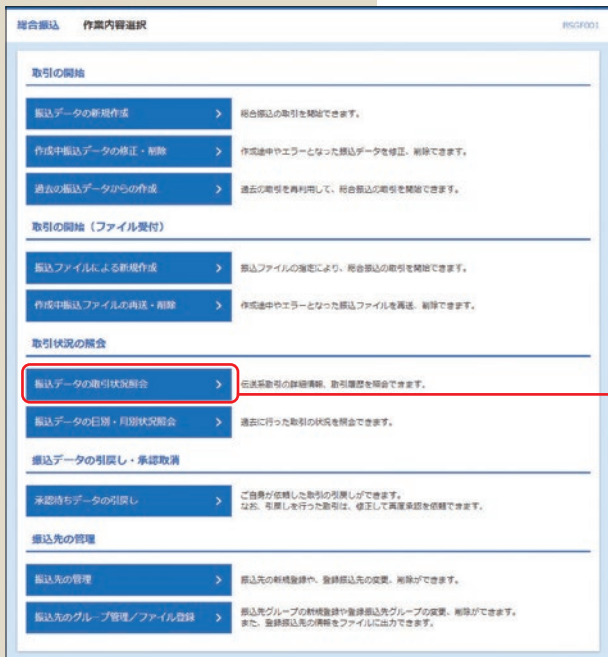 総合振込 作業内容選択 RSGF001
取引の開始
振込データの新規作成 総合振込の取引を開始できます。
作成中振込データの修正・削除 作成途中やエラーとなった振込データを修正、削除できます。
過去の振込データからの作成 過去の取引を再利用して、総合振込の取引を開始できます。
取引の開始（ファイル受付）
振込ファイルによる新規作成 振込ファイルの指定により、総合振込の取引を開始できます。
作成中振込ファイルの再送・削除 作成途中やエラーとなった振込ファイルを再送、削除できます。
取引状況の照会
振込データの取引状況照会 伝送系取引の詳細情報、取引履歴を照会できます。
振込データの日別・月別状況照会 過去に行った取引の状況を照会できます。
振込データの引戻し・承認取消
承認待ちデータの引戻し ご自身が依頼した取引の引戻しができます。
なお、引戻しを行った取引は、修正して再度承認を依頼できます。
振込先の管理
振込先の管理 振込先の新規登録や、登録振込先の変更、削除ができます。
振込先のグループ管理／ファイル登録 振込先グループの新規登録や登録振込先グループの変更、削除ができます。
また、登録振込先の情報をファイルに出力できます。